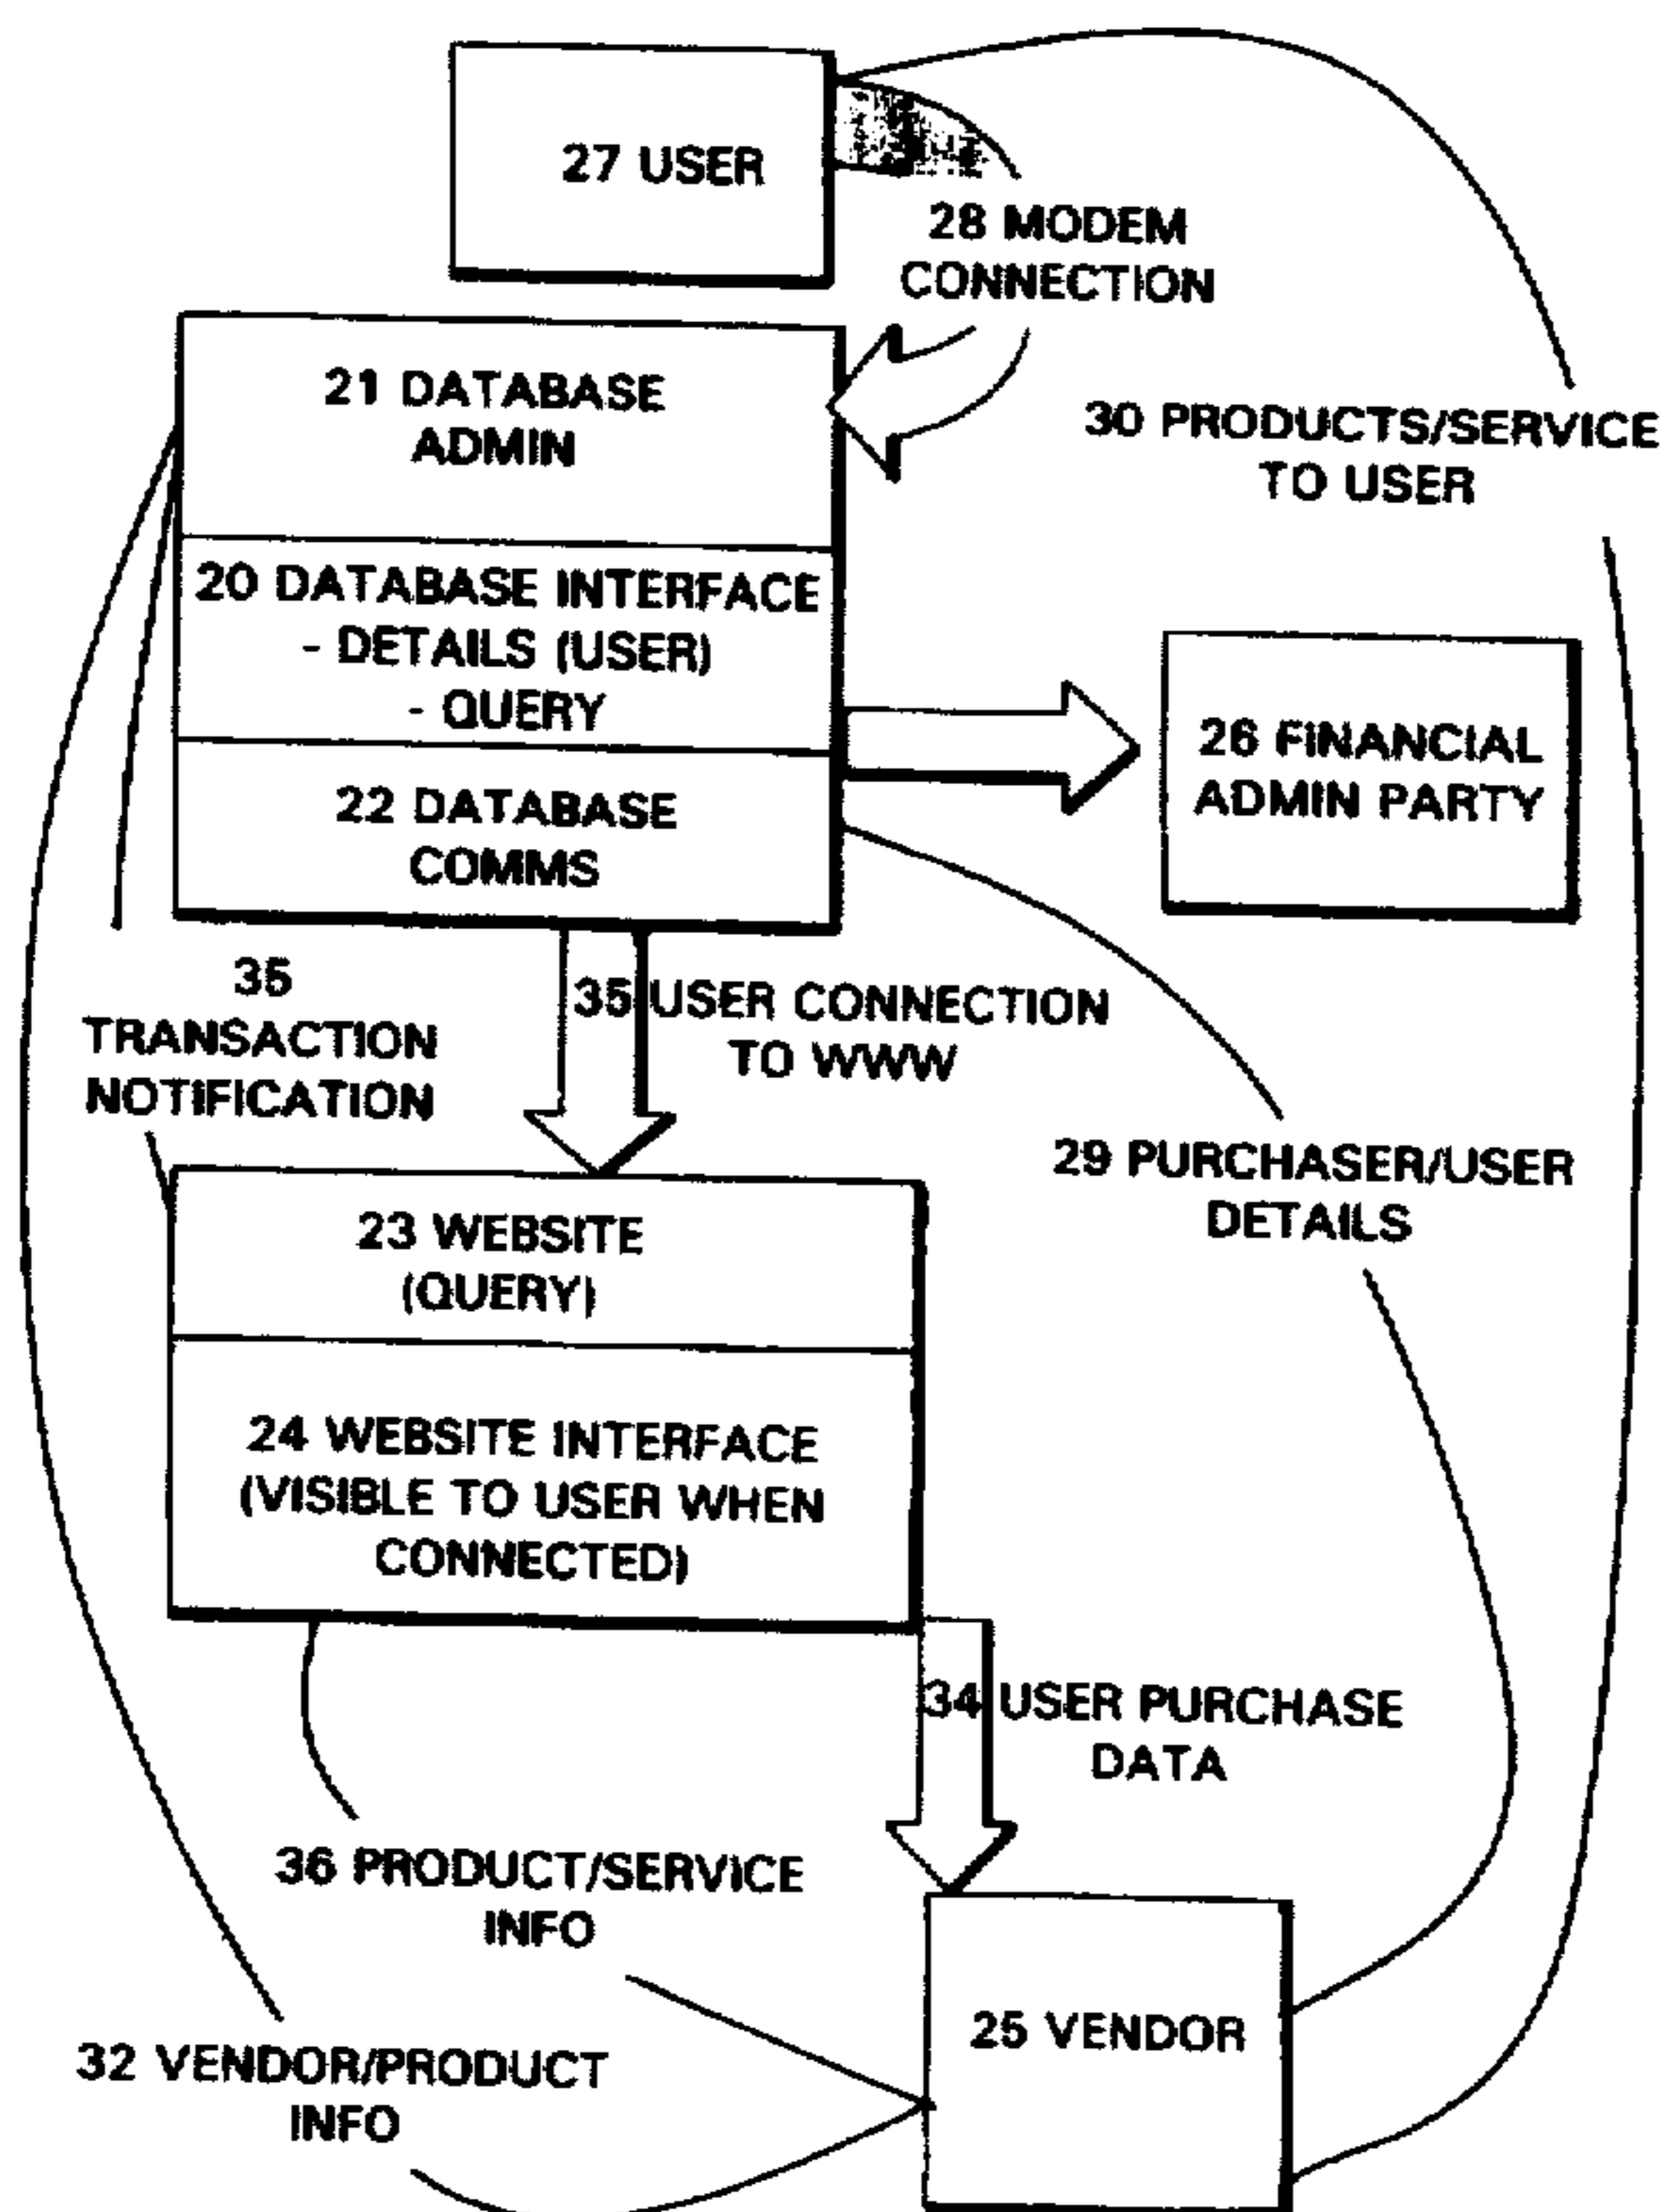 27 USER
28 MODEM
CONNECTION
21 DATABASE
ADMIN
30 PRODUCTS/SERVICE
TO USER
20 DATABASE INTERFACE
- DETAILS (USER)
- QUERY
26 FINANCIAL
ADMIN PARTY
22 DATABASE
COMMS
35
TRANSACTION
NOTIFICATION
35 USER CONNECTION
TO WWW
29 PURCHASER/USER
DETAILS
23 WEBSITE
(QUERY)
24 WEBSITE INTERFACE
(VISIBLE TO USER WHEN
CONNECTED)
34 USER PURCHASE
DATA
36 PRODUCT/SERVICE
INFO
25 VENDOR
32 VENDOR/PRODUCT
INFO